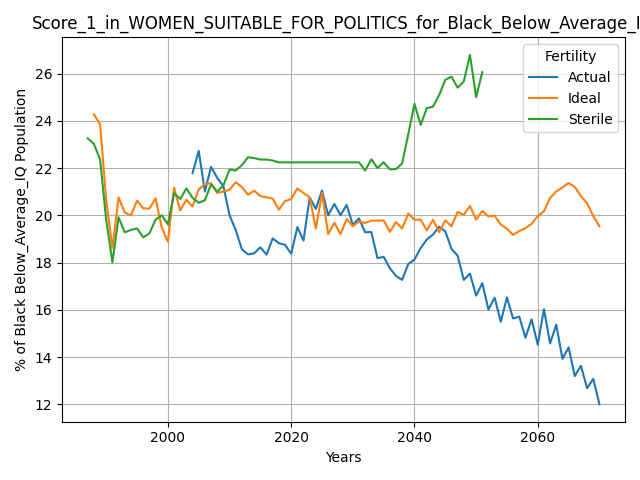 Score_1_in_WOMEN_SUITABLE_FOR_POLITICS_for_Black_Below_Average_I
Fertility
Actual
Ideal
Sterile
% of Black Below_Average_IQ Population
26
24
22
20
18
16
14
12
2000 2020 2040 2060
Years